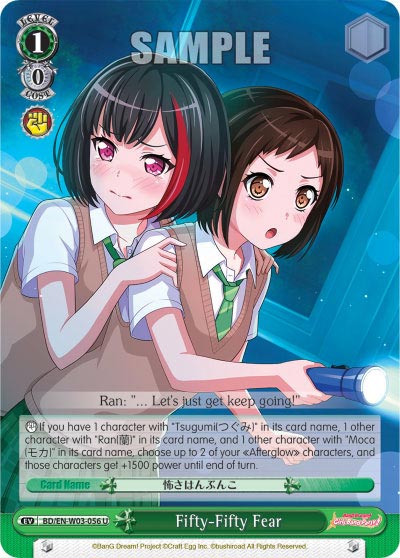 LEVEL
1
SAMPLE
0
COST
Ran: "... Let's just get keep going!"
If you have 1 character with "Tsugumi(つぐみ)" in its card name, 1 other
character with "Ran(蘭)" in its card name, and 1 other character with "Moca
(モカ)" in its card name, choose up to 2 of your «Afterglow» characters, and
those characters get +1500 power until end of turn.
Card Name 怖さはんぶんこ
EV BD/EN-W03-056 U Fifty-Fifty Fear
©BanG Dream! Project ©Craft Egg Inc. ©bushiroad All Rights Reserved.